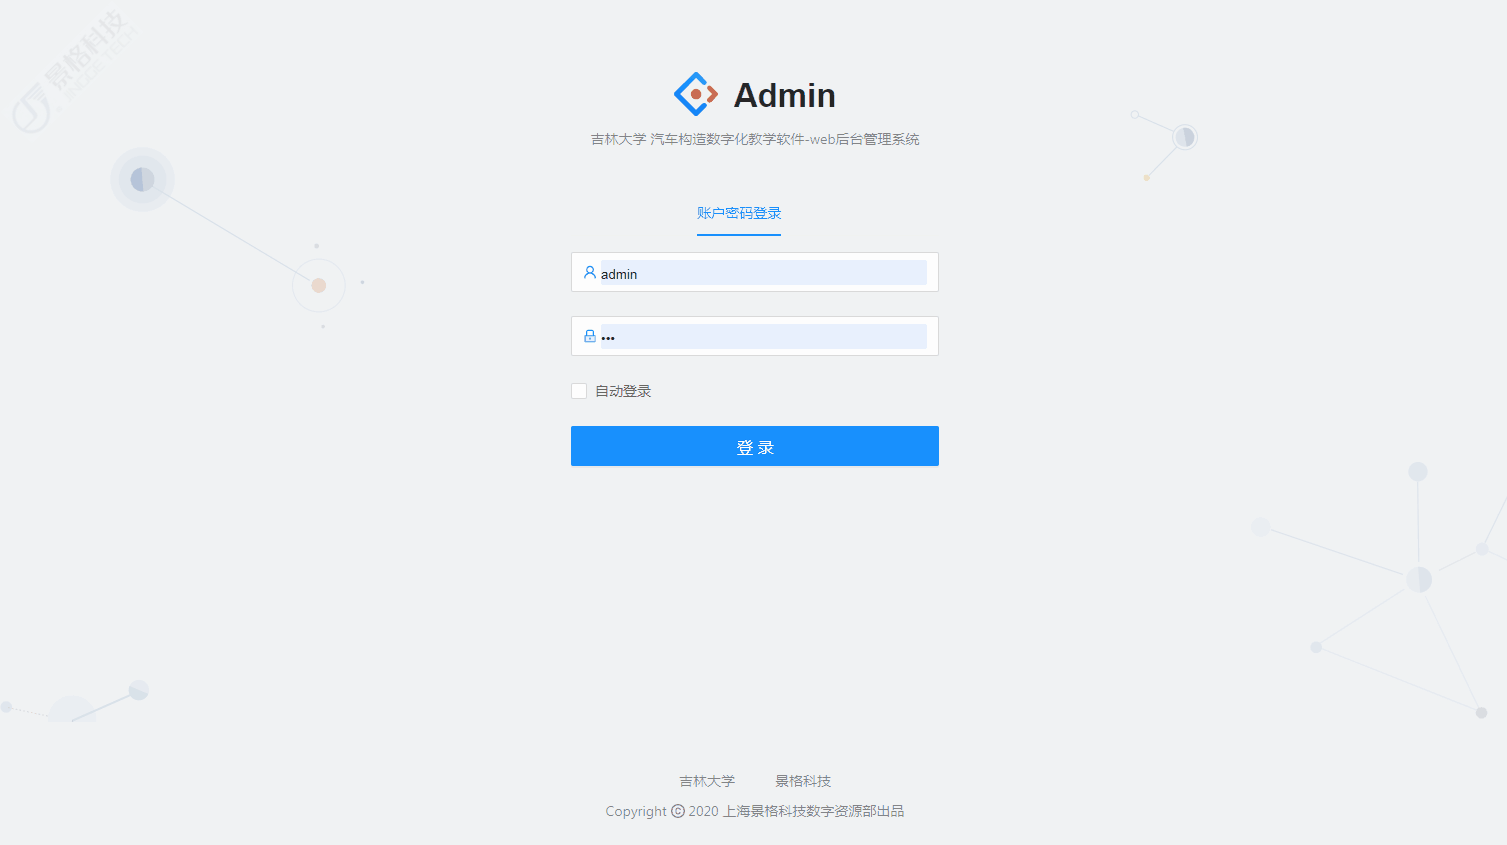 景格科技
JINGGE TECH
Admin
吉林大学 汽车构造数字化教学软件-web后台管理系统
账户密码登录
admin
•••
自动登录
登 录
吉林大学 景格科技
Copyright © 2020 上海景格科技数字资源部出品